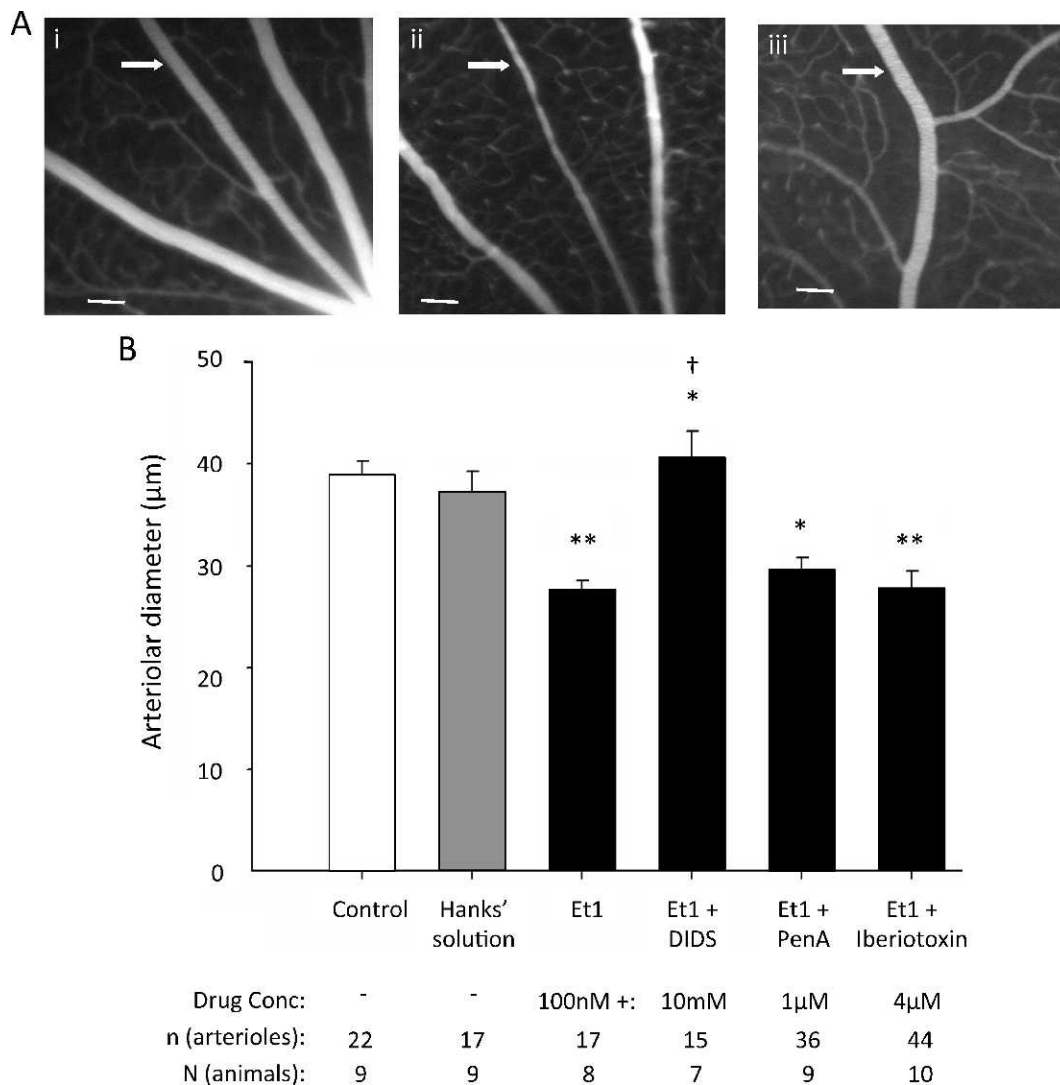 A
i
ii
iii
B
50
40
30
20
10
0
Arteriolar diameter (μm)
**
†
*
*
**
Control
Hanks’ solution
Et1
Et1 + DIDS
Et1 + PenA
Et1 + Iberiotoxin
Drug Conc: - - 100nM +: 10mM 1μM 4μM
n (arterioles): 22 17 17 15 36 44
N (animals): 9 9 8 7 9 10